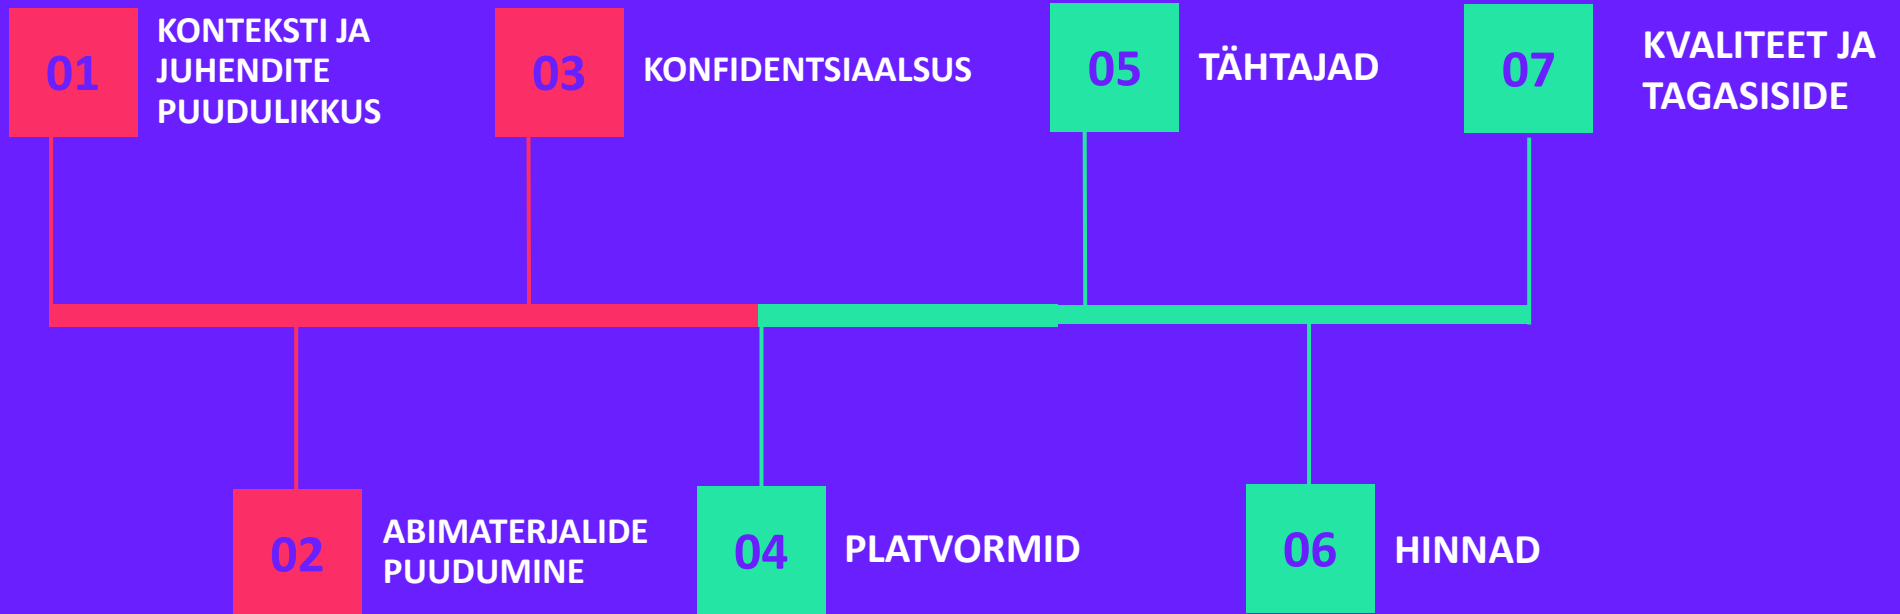 01
KONTEKSTI JA
JUHENDITE
PUUDULIKKUS
02
ABIMATERJALIDE
PUUDUMINE
03
KONFIDENTSIAALSUS
04
PLATVORMID
05
TÄHTAJAD
06
HINNAD
07
KVALITEET JA
TAGASISIDE